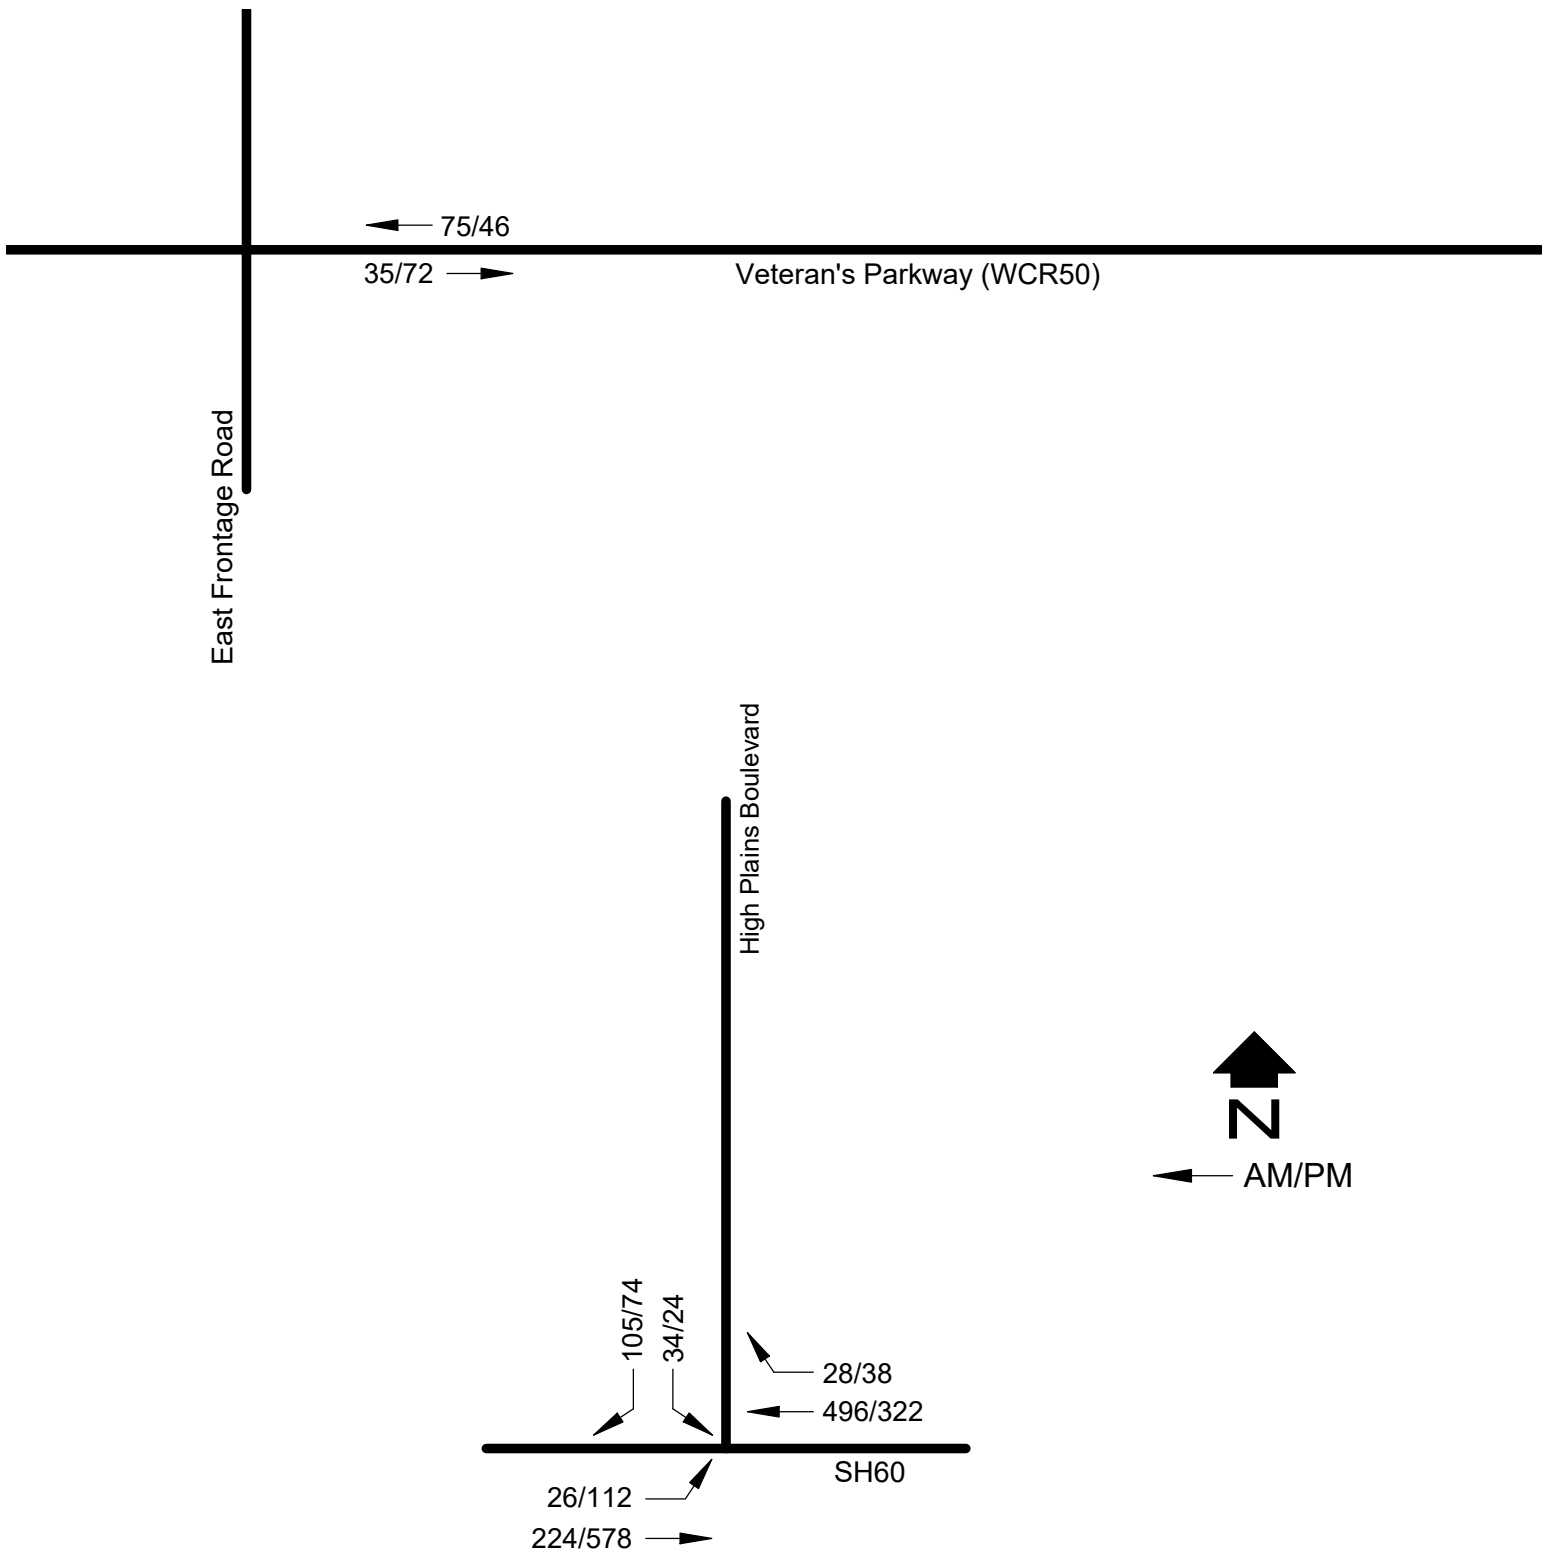 75/46
35/72
Veteran's Parkway (WCR50)
East Frontage Road
High Plains Boulevard
N
AM/PM
105/74
34/24
28/38
496/322
SH60
26/112
224/578